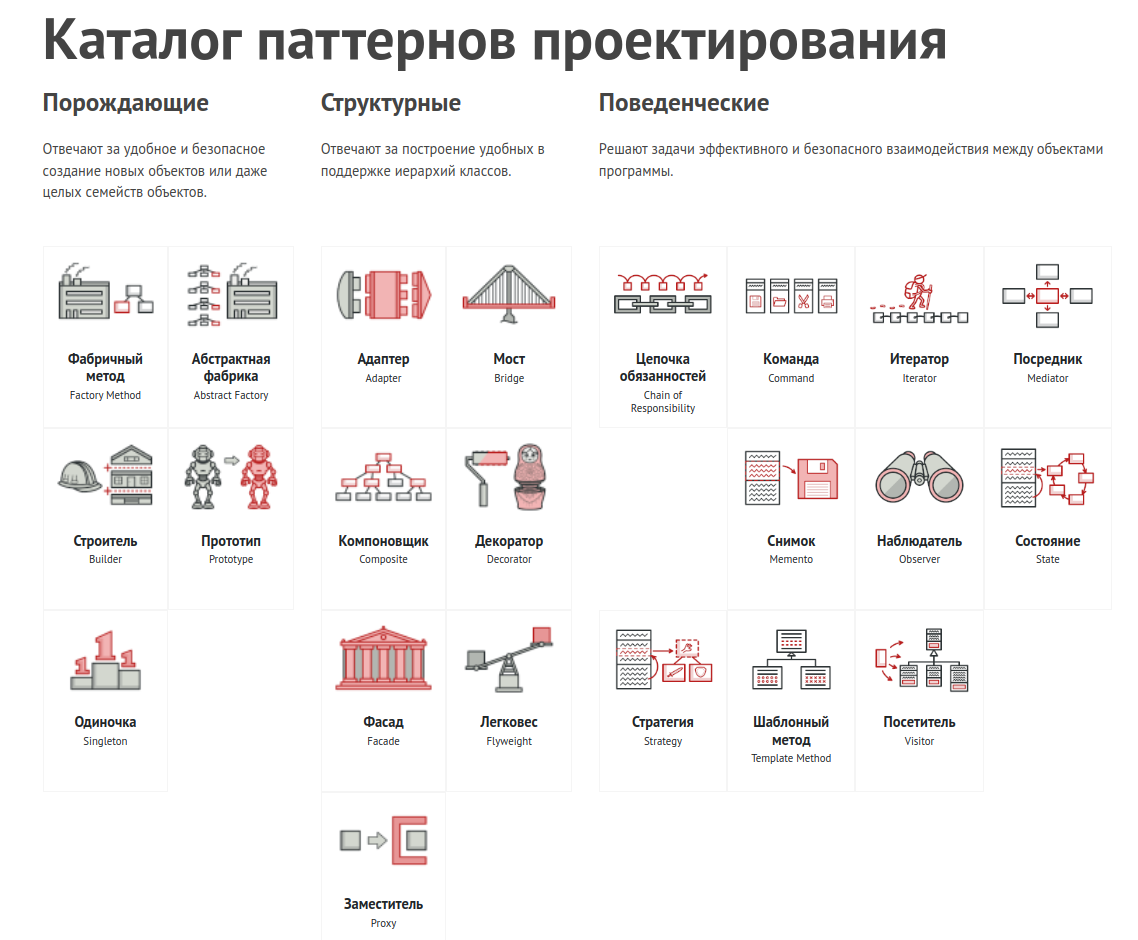 Каталог паттернов проектирования
Порождающие
Отвечают за удобное и безопасное
создание новых объектов или даже
целых семейств объектов.
Фабричный
метод
Factory Method
Абстрактная
фабрика
Abstract Factory
Строитель
Builder
Прототип
Prototype
Одиночка
Singleton
Структурные
Отвечают за построение удобных в
поддержке иерархий классов.
Адаптер
Adapter
Мост
Bridge
Компоновщик
Composite
Декоратор
Decorator
Фасад
Facade
Легковес
Flyweight
Заместитель
Proxy
Поведенческие
Решают задачи эффективного и безопасного взаимодействия между объектами
программы.
Цепочка
обязанностей
Chain of
Responsibility
Команда
Command
Итератор
Iterator
Посредник
Mediator
Снимок
Memento
Наблюдатель
Observer
Состояние
State
Стратегия
Strategy
Шаблонный
метод
Template Method
Посетитель
Visitor
1
1
1